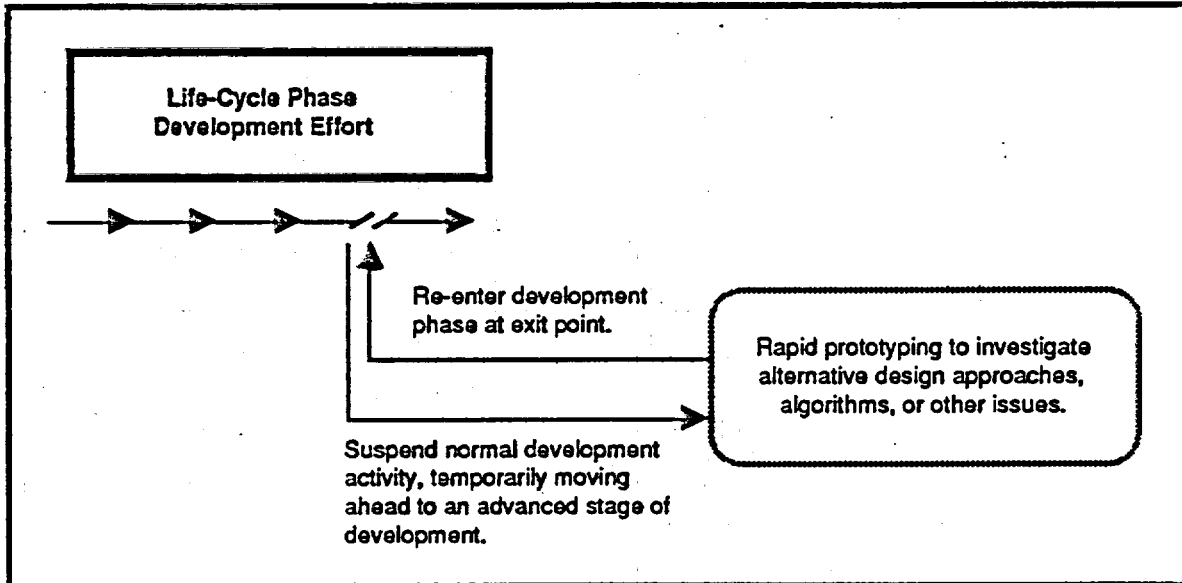 Life-Cycle Phase
Development Effort
Re-enter development
phase at exit point.
Rapid prototyping to investigate
alternative design approaches,
algorithms, or other issues.
Suspend normal development
activity, temporarily moving
ahead to an advanced stage of
development.